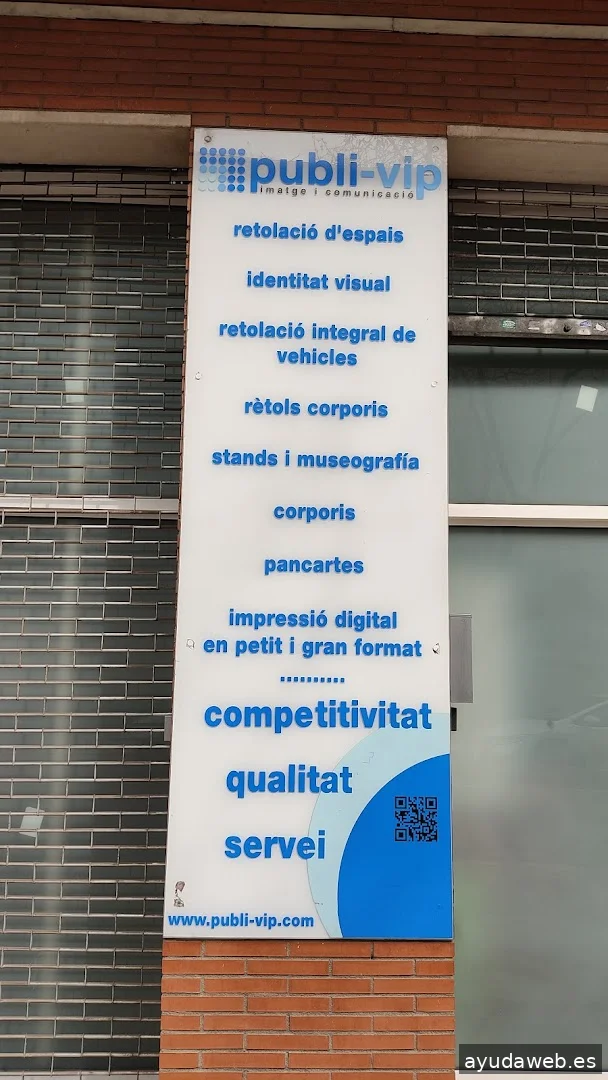 publi-vip
imatge i comunicació
retolació d'espais
identitat visual
retolació integral de
vehicles
rètols corporis
stands i museografía
corporis
pancartes
impressió digital
en petit i gran format
..........
competitivitat
qualitat
servei
www.publi-vip.com
ayudaweb.es